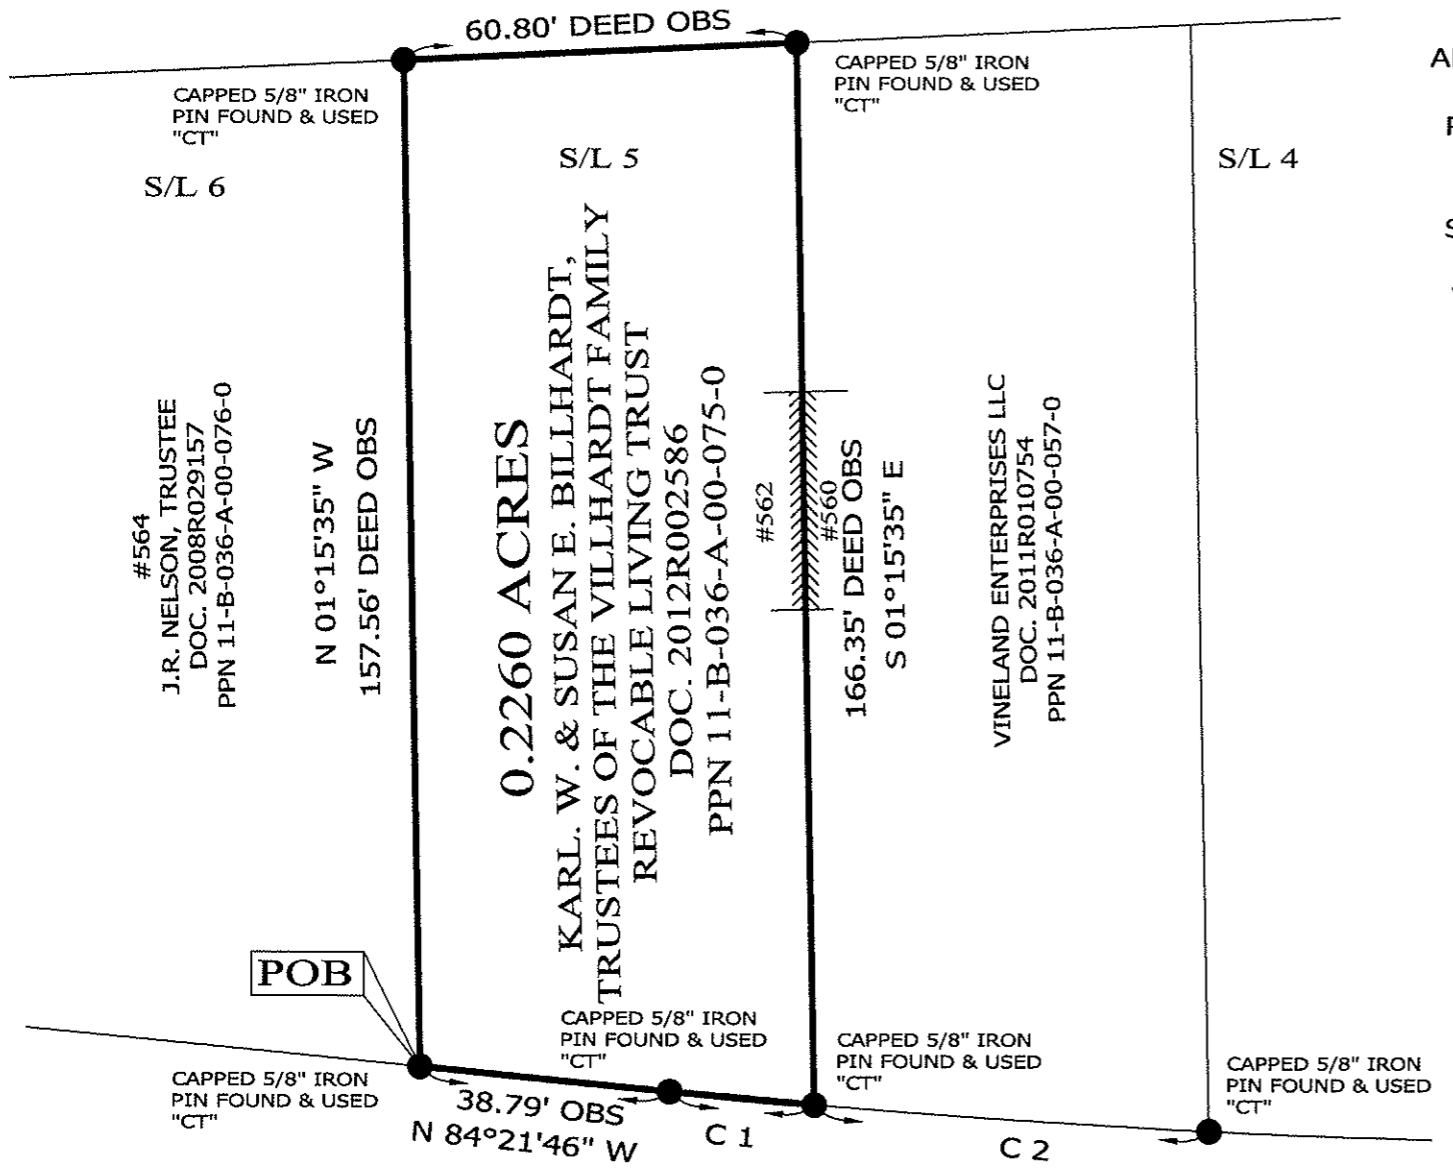 60.80' DEED OBS
CAPPED 5/8" IRON
PIN FOUND & USED
"CT"
CAPPED 5/8" IRON
PIN FOUND & USED
"CT"
S/L 6
S/L 5
S/L 4
#564
J.R. NELSON, TRUSTEE
DOC. 2008R029157
PPN 11-B-036-A-00-076-0
N 01°15'35" W
157.56' DEED OBS
0.2260 ACRES
KARL. W. & SUSAN E. BILLHARDT,
TRUSTEES OF THE VILLHARDT FAMILY
REVOCABLE LIVING TRUST
DOC. 2012R002586
PPN 11-B-036-A-00-075-0
#562
#560
166.35' DEED OBS
S 01°15'35" E
VINELAND ENTERPRISES LLC
DOC. 2011R010754
PPN 11-B-036-A-00-057-0
POB
CAPPED 5/8" IRON
PIN FOUND & USED
"CT"
CAPPED 5/8" IRON
PIN FOUND & USED
"CT"
CAPPED 5/8" IRON
PIN FOUND & USED
"CT"
CAPPED 5/8" IRON
PIN FOUND & USED
"CT"
38.79' OBS
N 84°21'46" W
C 1
C 2